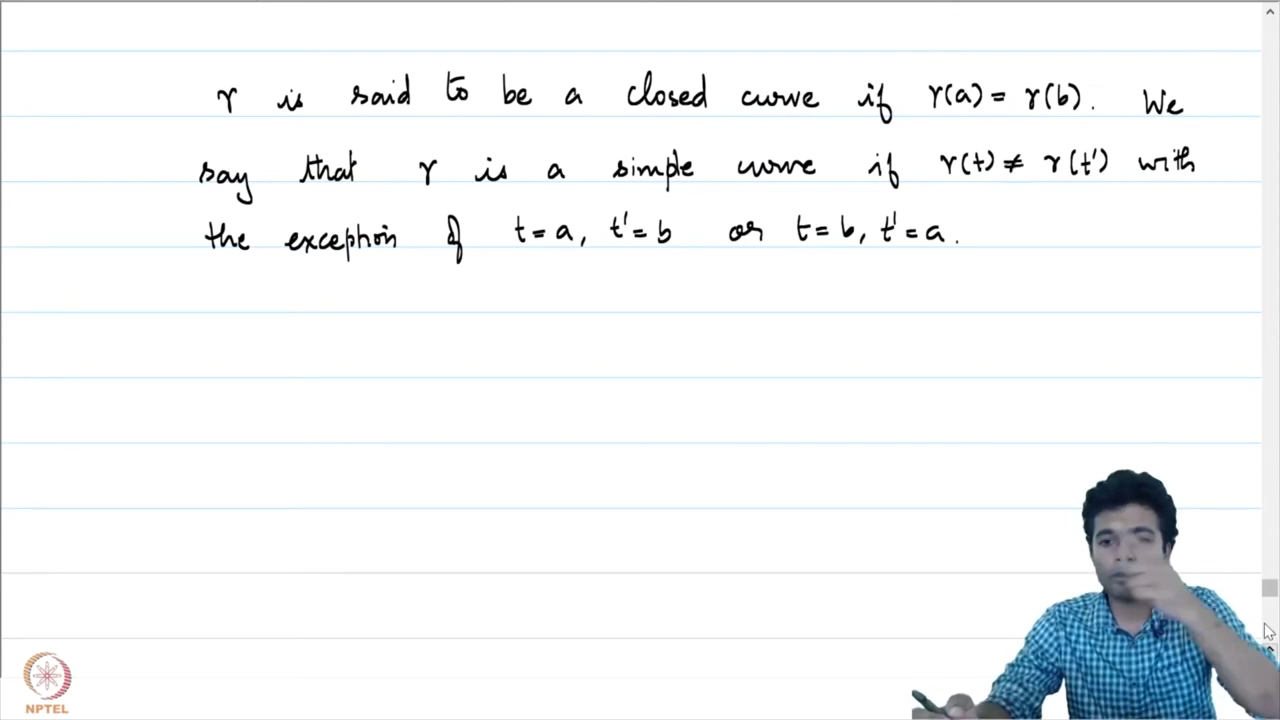 γ is said to be a closed curve if γ(a) = γ(b). We
say that γ is a simple curve if γ(t) ≠ γ(t') with
the exception of t = a, t' = b or t = b, t' = a.
NPTEL